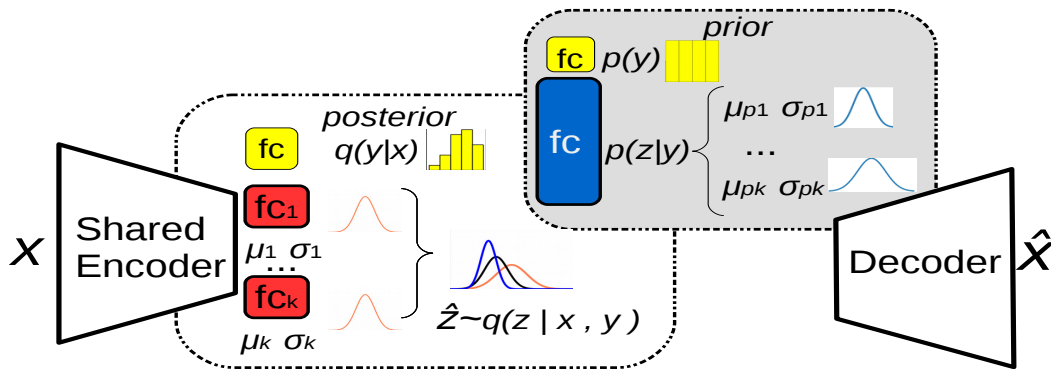 prior
fc p(y)
fc p(z|y)
μp1 σp1
...
μpk σpk
posterior
fc q(y|x)
x
Shared
Encoder
fc1
μ1 σ1
...
fck
μk σk
ẑ~q(z | x , y )
Decoder
x̂